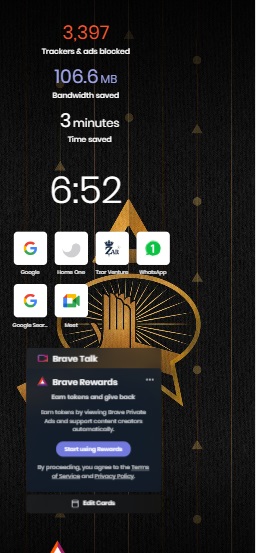 3,397
Trackers & ads blocked
106.6 MB
Bandwidth saved
3 minutes
Time saved
6:52
Google
Home One
Tzar Venture
WhatsApp
Google Sear...
Meet
Brave Talk
Brave Rewards
Earn tokens and give back
Earn tokens by viewing Brave Private
Ads and support content creators
automatically.
Start using Rewards
By proceeding, you agree to the Terms
of Service and Privacy Policy.
Edit Cards